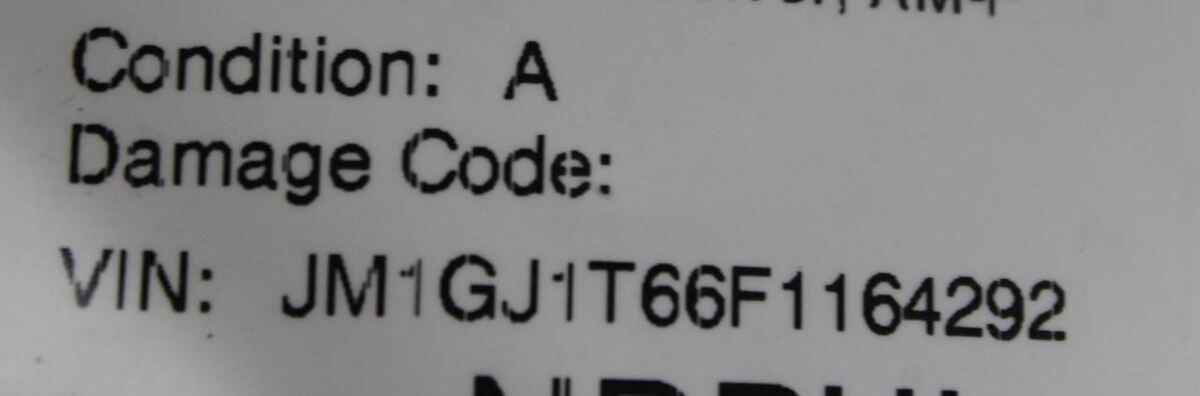 Condition: A
Damage Code:
VIN: JM1GJ1T66F1164292